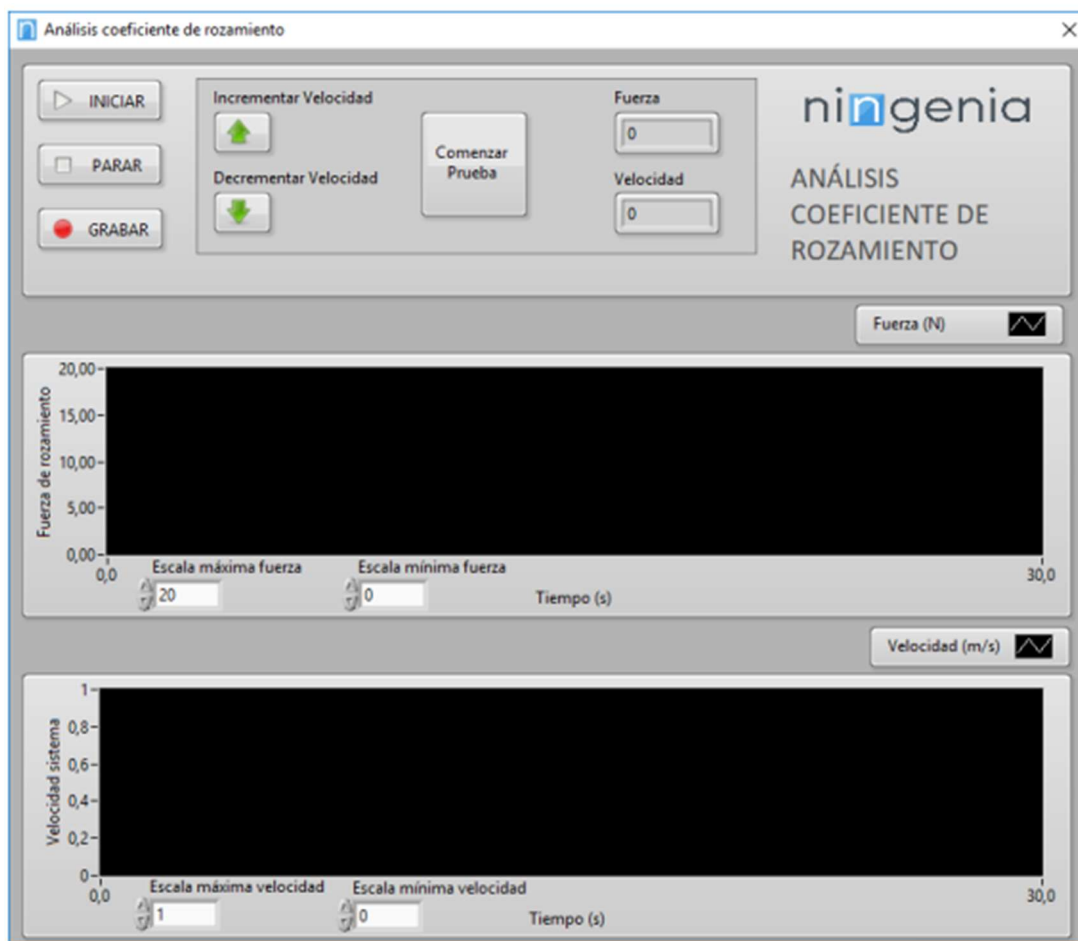 Análisis coeficiente de rozamiento
INICIAR
PARAR
GRABAR
Incrementar Velocidad
Decrementar Velocidad
Comenzar
Prueba
Fuerza
0
Velocidad
0
ningenia
ANÁLISIS
COEFICIENTE DE
ROZAMIENTO
Fuerza (N)
Fuerza de rozamiento
20,00
15,00
10,00
5,00
0,00
0,0
30,0
Escala máxima fuerza
20
Escala mínima fuerza
0
Tiempo (s)
Velocidad (m/s)
Velocidad sistema
1
0,8
0,6
0,4
0,2
0
0,0
30,0
Escala máxima velocidad
1
Escala mínima velocidad
0
Tiempo (s)